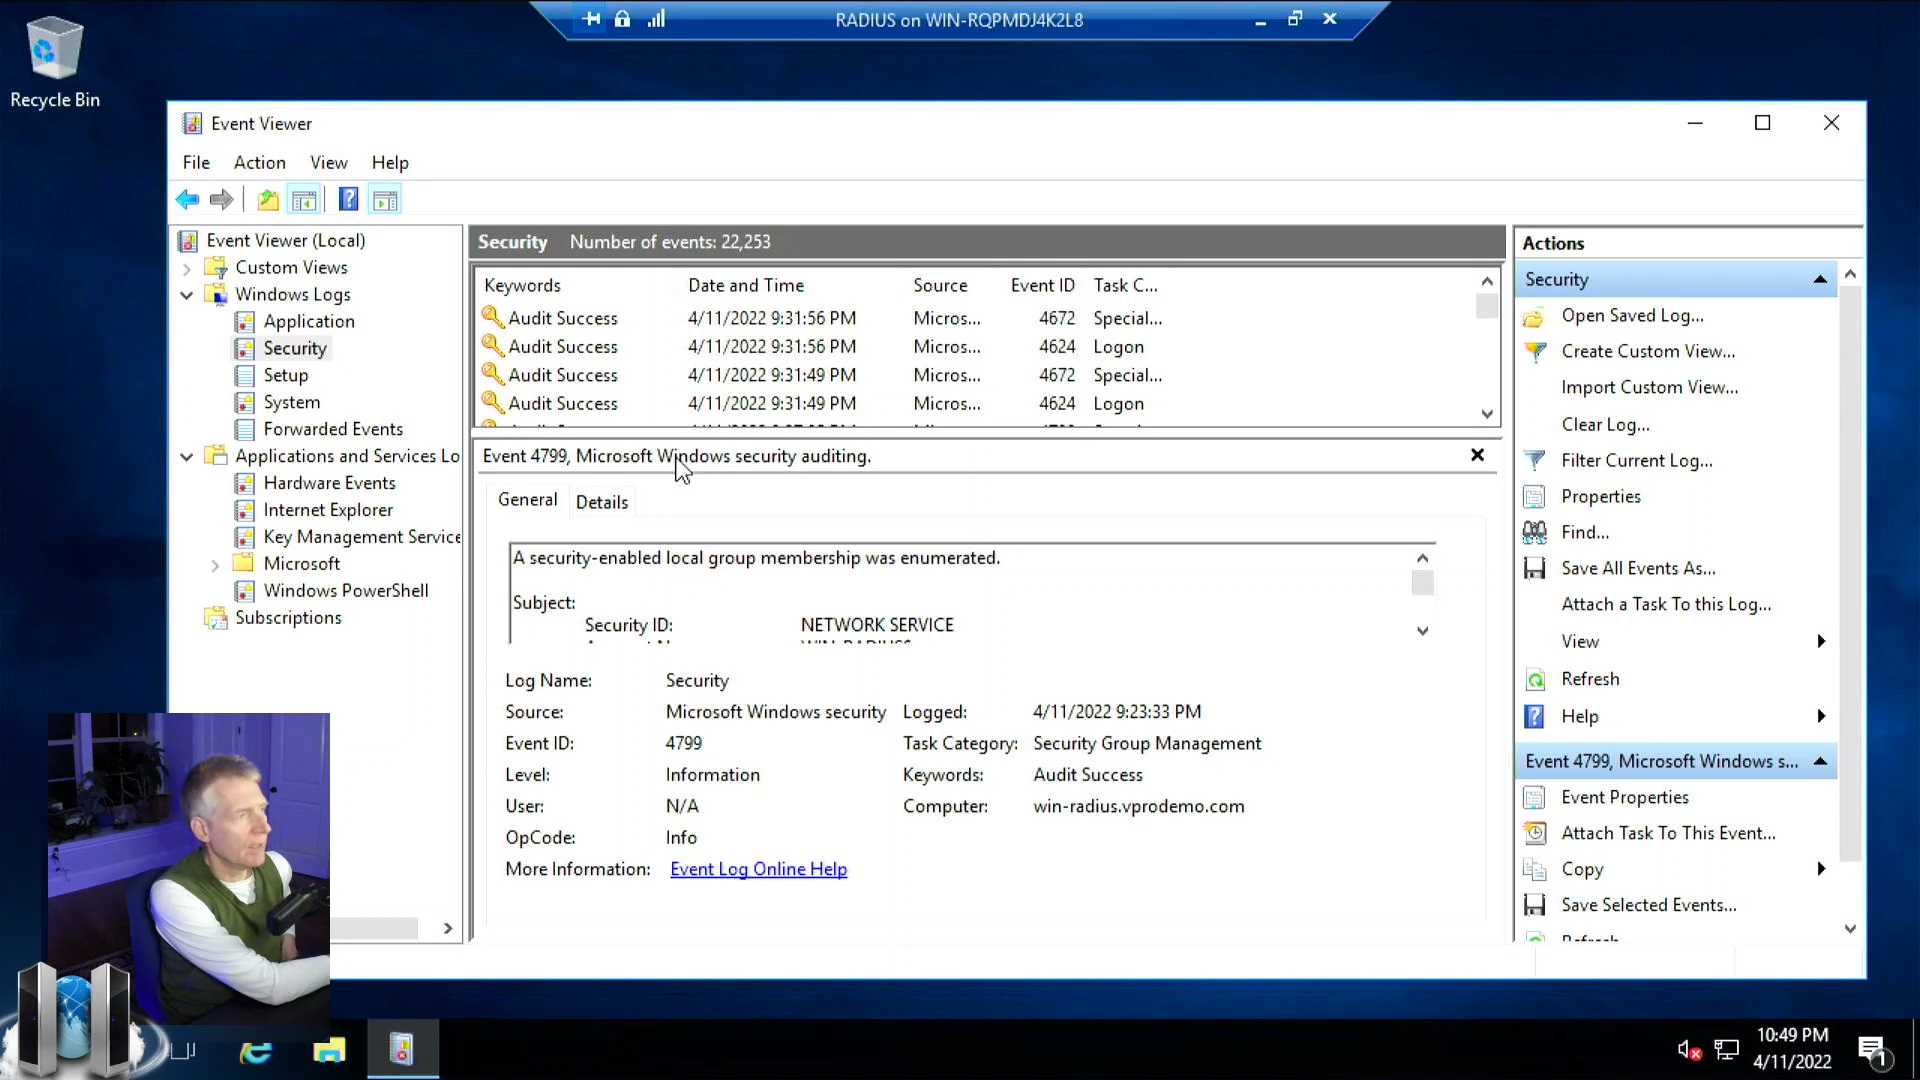 RADIUS on WIN-RQPMDJ4K2L8
Recycle Bin
Event Viewer
File Action View Help
Event Viewer (Local)
Custom Views
Windows Logs
Application
Security
Setup
System
Forwarded Events
Applications and Services Lo
Hardware Events
Internet Explorer
Key Management Service
Microsoft
Windows PowerShell
Subscriptions
Security Number of events: 22,253
Keywords Date and Time Source Event ID Task C...
Audit Success 4/11/2022 9:31:56 PM Micros... 4672 Special...
Audit Success 4/11/2022 9:31:56 PM Micros... 4624 Logon
Audit Success 4/11/2022 9:31:49 PM Micros... 4672 Special...
Audit Success 4/11/2022 9:31:49 PM Micros... 4624 Logon
Event 4799, Microsoft Windows security auditing.
General Details
A security-enabled local group membership was enumerated.
Subject:
Security ID: NETWORK SERVICE
Log Name: Security
Source: Microsoft Windows security Logged: 4/11/2022 9:23:33 PM
Event ID: 4799 Task Category: Security Group Management
Level: Information Keywords: Audit Success
User: N/A Computer: win-radius.vprodemo.com
OpCode: Info
More Information: Event Log Online Help
Actions
Security
Open Saved Log...
Create Custom View...
Import Custom View...
Clear Log...
Filter Current Log...
Properties
Find...
Save All Events As...
Attach a Task To this Log...
View
Refresh
Help
Event 4799, Microsoft Windows s...
Event Properties
Attach Task To This Event...
Copy
Save Selected Events...
Refresh
10:49 PM
4/11/2022
1